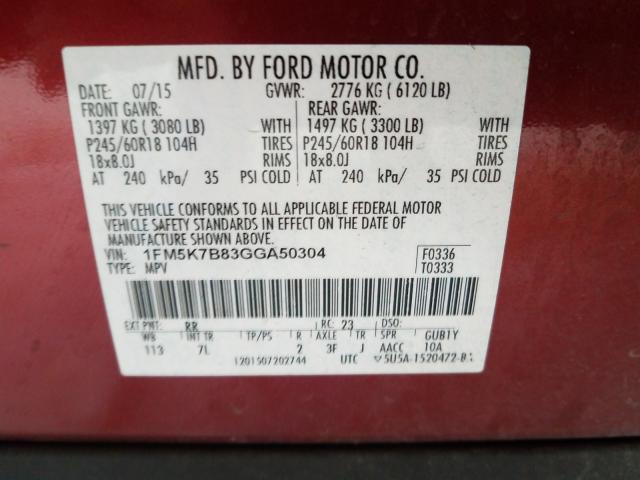 MFD. BY FORD MOTOR CO.
DATE: 07/15 GVWR: 2776 KG ( 6120 LB)
FRONT GAWR: REAR GAWR:
1397 KG ( 3080 LB) WITH 1497 KG ( 3300 LB) WITH
P245/60R18 104H TIRES P245/60R18 104H TIRES
18x8.0J RIMS 18x8.0J RIMS
AT 240 kPa/ 35 PSI COLD AT 240 kPa/ 35 PSI COLD
THIS VEHICLE CONFORMS TO ALL APPLICABLE FEDERAL MOTOR
VEHICLE SAFETY STANDARDS IN EFFECT ON THE DATE OF
MANUFACTURE SHOWN ABOVE.
VIN: 1FM5K7B83GGA50304 F0336
TYPE: MPV T0333
EXT PNT: RR RC: 23 DSO:
WB INT TR TP/PS R AXLE TR SPR GUB1Y
113 7L 2 3F J AACC 10A
1201507202744 UTC 5U5A-1520472-B